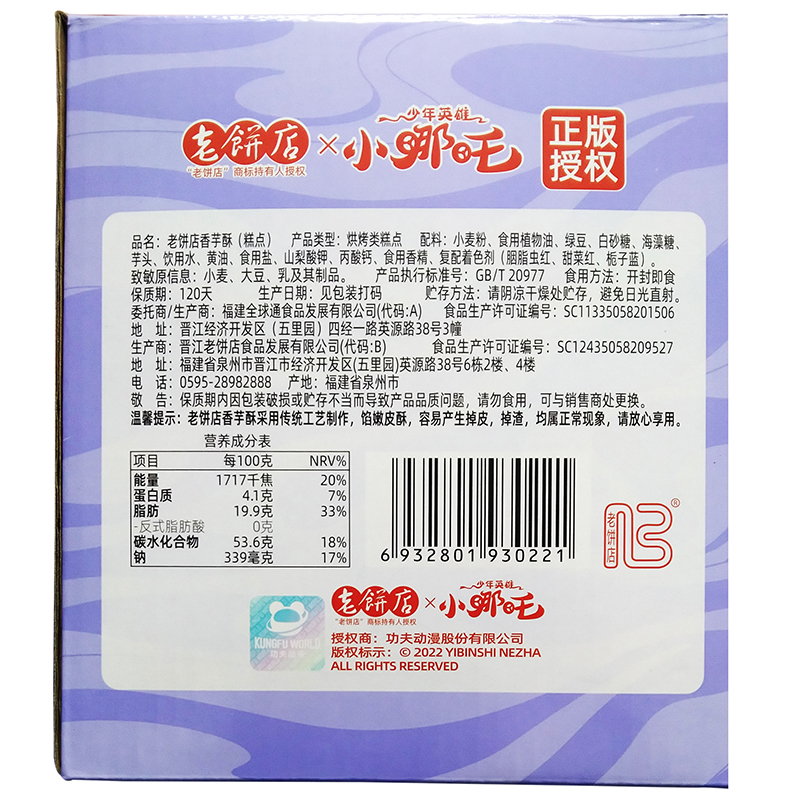 少年英雄
老餅店×小哪吒 正版授权
“老饼店”商标持有人授权
品名：老饼店香芋酥（糕点） 产品类型：烘烤类糕点 配料：小麦粉、食用植物油、绿豆、白砂糖、海藻糖、
芋头、饮用水、黄油、食用盐、山梨酸钾、丙酸钙、食用香精、复配着色剂（胭脂虫红、甜菜红、栀子蓝）。
致敏原信息：小麦、大豆、乳及其制品。 产品执行标准号：GB/T 20977 食用方法：开封即食
保质期：120天 生产日期：见包装打码 贮存方法：请阴凉干燥处贮存，避免日光直射。
委托商/生产商：福建全球通食品发展有限公司(代码:A) 食品生产许可证编号：SC11335058201506
地 址：晋江经济开发区（五里园）四经一路英源路38号3幢
生产商：晋江老饼店食品发展有限公司(代码:B) 食品生产许可证编号：SC12435058209527
地 址：福建省泉州市晋江市经济开发区(五里园)英源路38号6栋2楼、4楼
电 话：0595-28982888 产地：福建省泉州市
敬 告：保质期内因包装破损或贮存不当而导致产品品质问题，请勿食用，可与销售商处更换。
温馨提示：老饼店香芋酥采用传统工艺制作，馅嫩皮酥，容易产生掉皮，掉渣，均属正常现象，请放心享用。
营养成分表
项目 每100克 NRV%
能量 1717千焦 20%
蛋白质 4.1克 7%
脂肪 19.9克 33%
-反式脂肪酸 0克
碳水化合物 53.6克 18%
钠 339毫克 17%
6 932801 930221
老饼店 ®
少年英雄
老餅店×小哪吒
“老饼店”商标持有人授权
KUNGFU WORLD
功夫动漫
授权商：功夫动漫股份有限公司
版权标示：© 2022 YIBINSHI NEZHA
ALL RIGHTS RESERVED